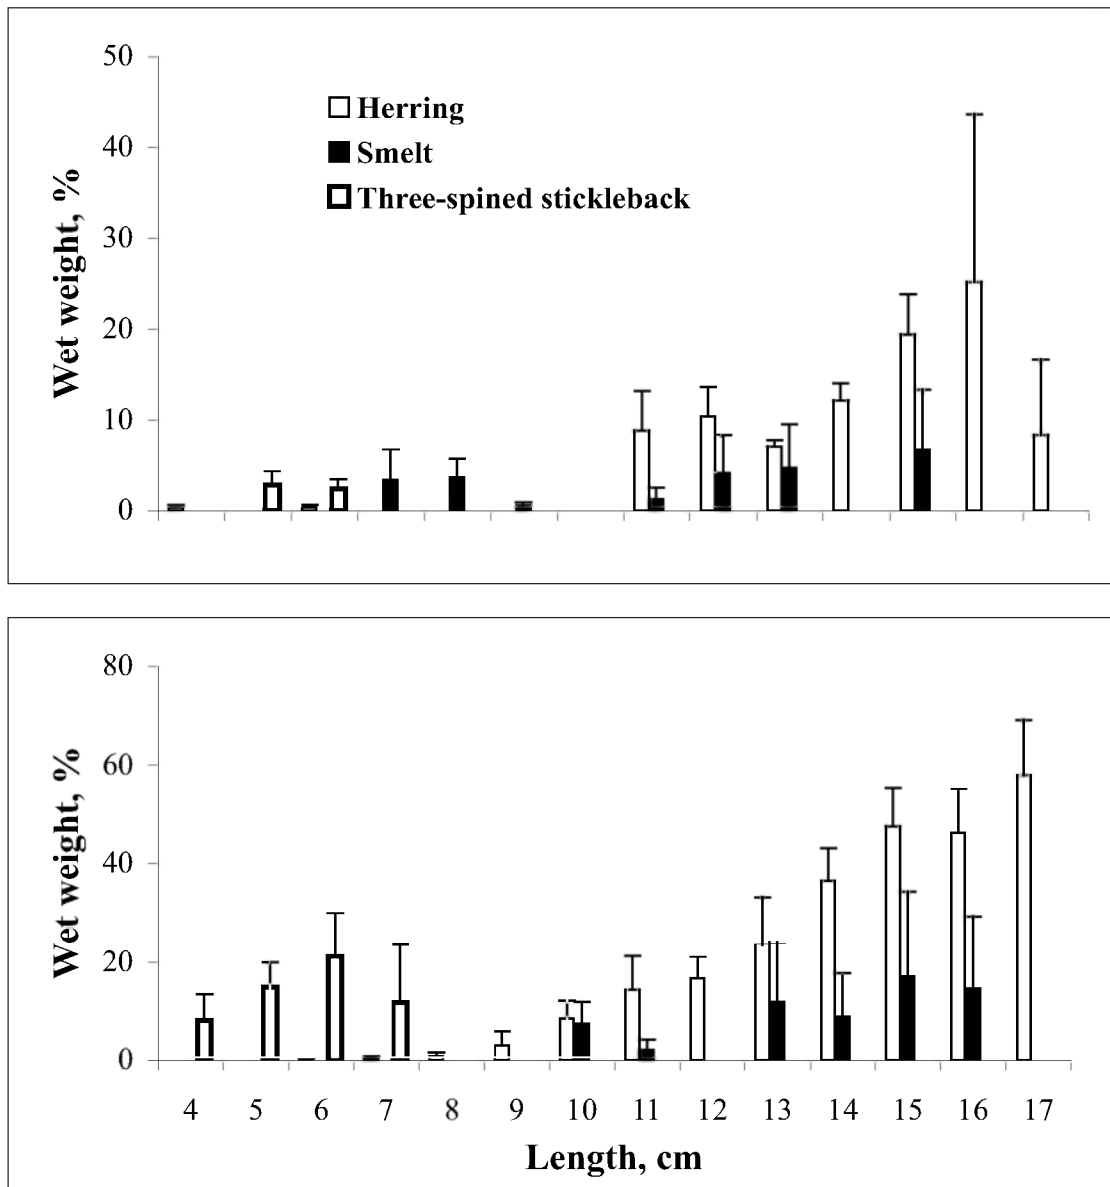 50
40
30
20
10
0
Wet weight, %
Herring
Smelt
Three-spined stickleback
80
60
40
20
0
Wet weight, %
4 5 6 7 8 9 10 11 12 13 14 15 16 17
Length, cm